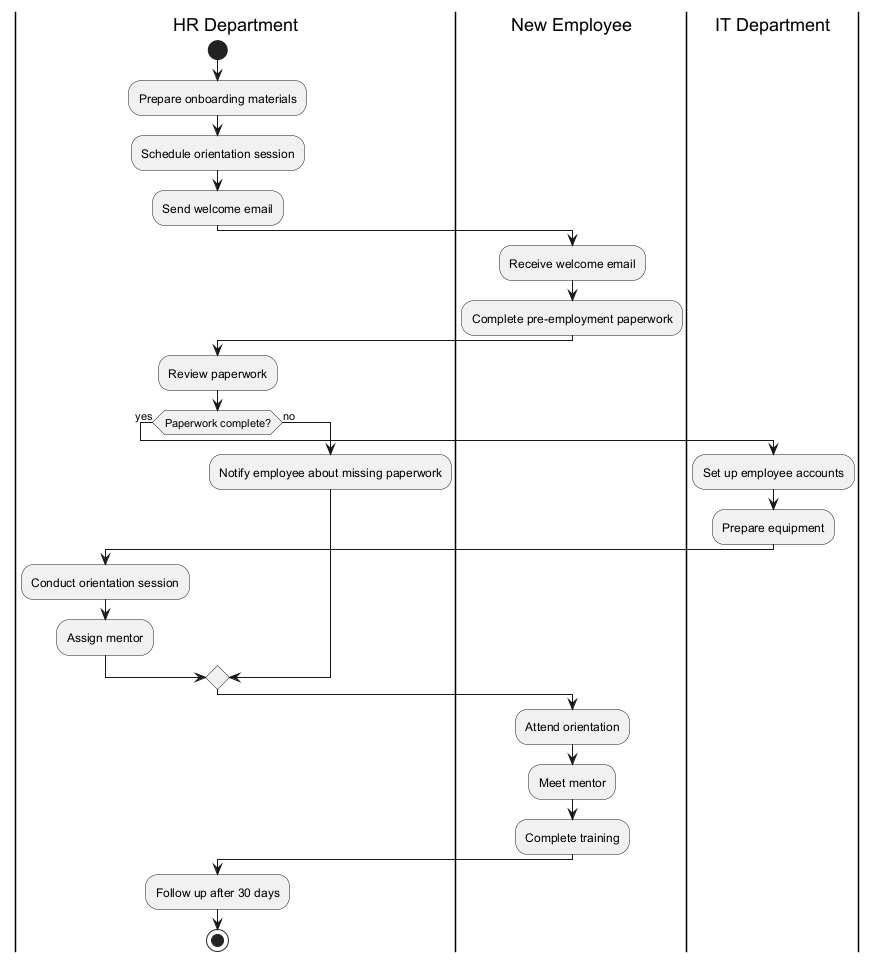 HR Department
New Employee
IT Department
Prepare onboarding materials
Schedule orientation session
Send welcome email
Receive welcome email
Complete pre-employment paperwork
Review paperwork
yes
Paperwork complete?
no
Notify employee about missing paperwork
Set up employee accounts
Prepare equipment
Conduct orientation session
Assign mentor
Attend orientation
Meet mentor
Complete training
Follow up after 30 days